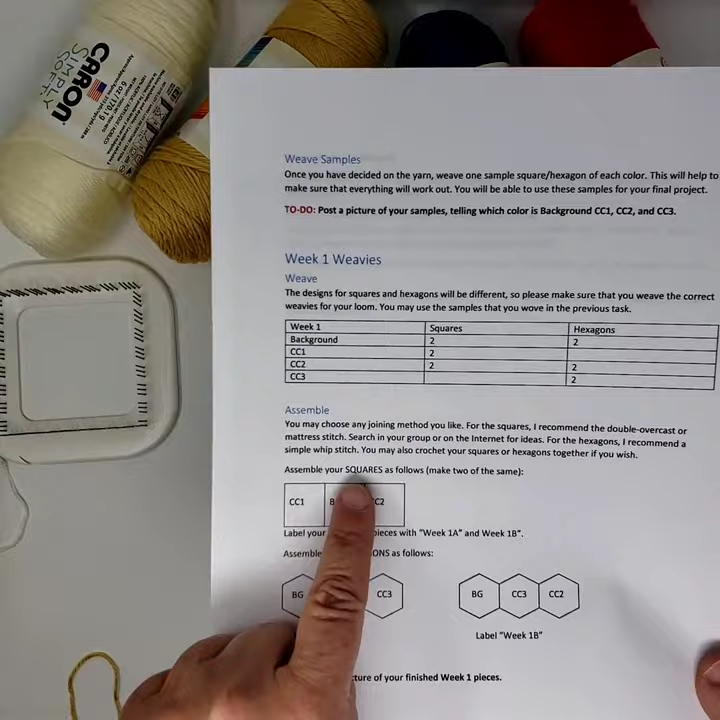 CARON
SIMPLY
SOFT
6 oz / 170.1 g
Weave Samples
Once you have decided on the yarn, weave one sample square/hexagon of each color. This will help to
make sure that everything will work out. You will be able to use these samples for your final project.
TO-DO: Post a picture of your samples, telling which color is Background CC1, CC2, and CC3.
Week 1 Weavies
Weave
The designs for squares and hexagons will be different, so please make sure that you weave the correct
weavies for your loom. You may use the samples that you wove in the previous task.
Week 1 Squares Hexagons
Background 2 2
CC1 2
CC2 2 2
CC3 2
Assemble
You may choose any joining method you like. For the squares, I recommend the double-overcast or
mattress stitch. Search in your group or on the Internet for ideas. For the hexagons, I recommend a
simple whip stitch. You may also crochet your squares or hexagons together if you wish.
Assemble your SQUARES as follows (make two of the same):
CC1 B C2
Label your pieces with "Week 1A" and Week 1B".
Assemble ONS as follows:
BG CC3 BG CC3 CC2
Label "Week 1B"
ture of your finished Week 1 pieces.